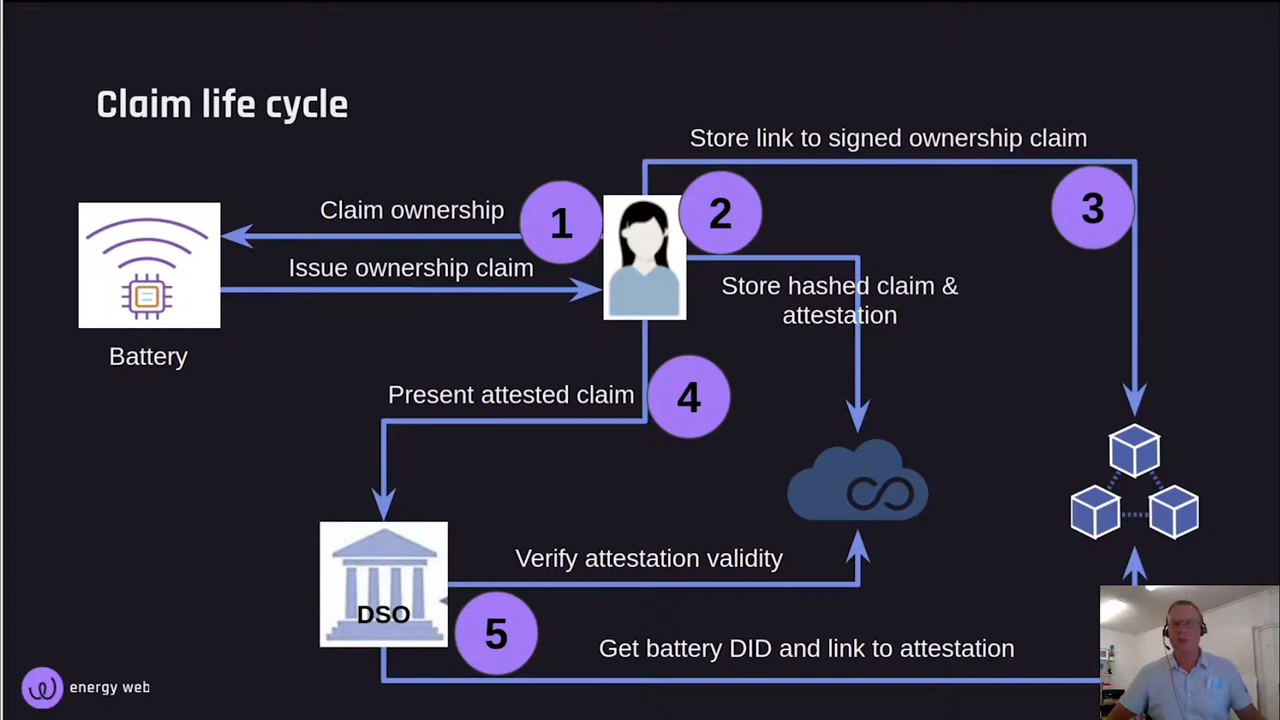 Claim life cycle
Store link to signed ownership claim
Claim ownership
1
2
3
Issue ownership claim
Store hashed claim &
attestation
Battery
Present attested claim
4
Verify attestation validity
DSO
5
Get battery DID and link to attestation
energy web